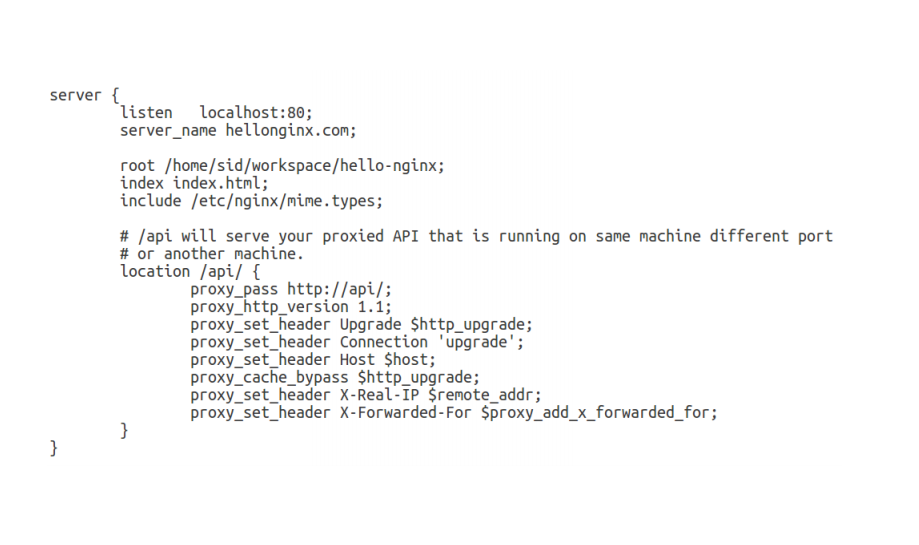 server {
        listen   localhost:80;
        server_name hellonginx.com;

        root /home/sid/workspace/hello-nginx;
        index index.html;
        include /etc/nginx/mime.types;

        # /api will serve your proxied API that is running on same machine different port
        # or another machine.
        location /api/ {
                proxy_pass http://api/;
                proxy_http_version 1.1;
                proxy_set_header Upgrade $http_upgrade;
                proxy_set_header Connection 'upgrade';
                proxy_set_header Host $host;
                proxy_cache_bypass $http_upgrade;
                proxy_set_header X-Real-IP $remote_addr;
                proxy_set_header X-Forwarded-For $proxy_add_x_forwarded_for;
        }
}